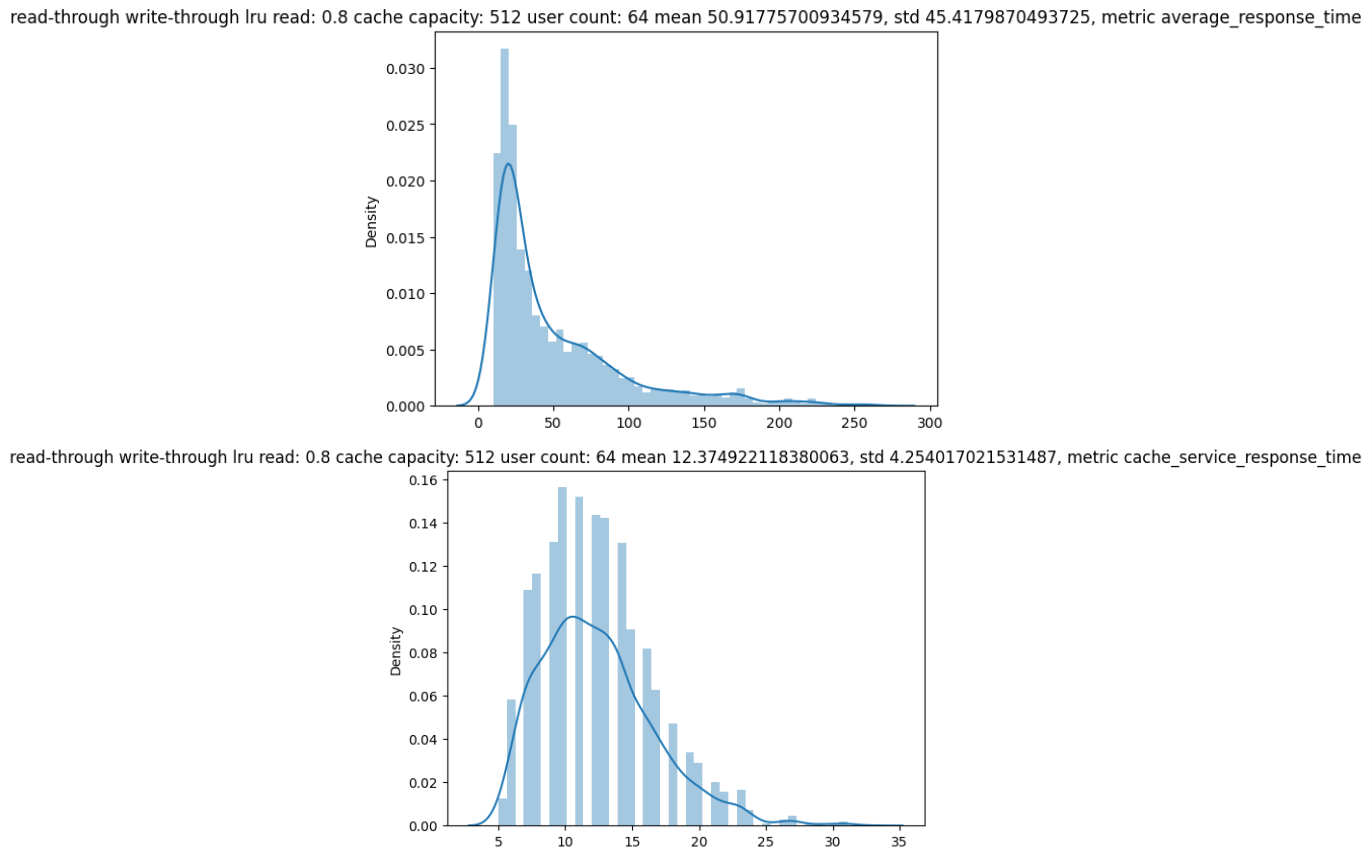 read-through write-through lru read: 0.8 cache capacity: 512 user count: 64 mean 50.91775700934579, std 45.4179870493725, metric average_response_time
0.030
0.025
0.020
0.015
0.010
0.005
0.000
Density
0 50 100 150 200 250 300
read-through write-through lru read: 0.8 cache capacity: 512 user count: 64 mean 12.374922118380063, std 4.254017021531487, metric cache_service_response_time
0.16
0.14
0.12
0.10
0.08
0.06
0.04
0.02
0.00
Density
5 10 15 20 25 30 35